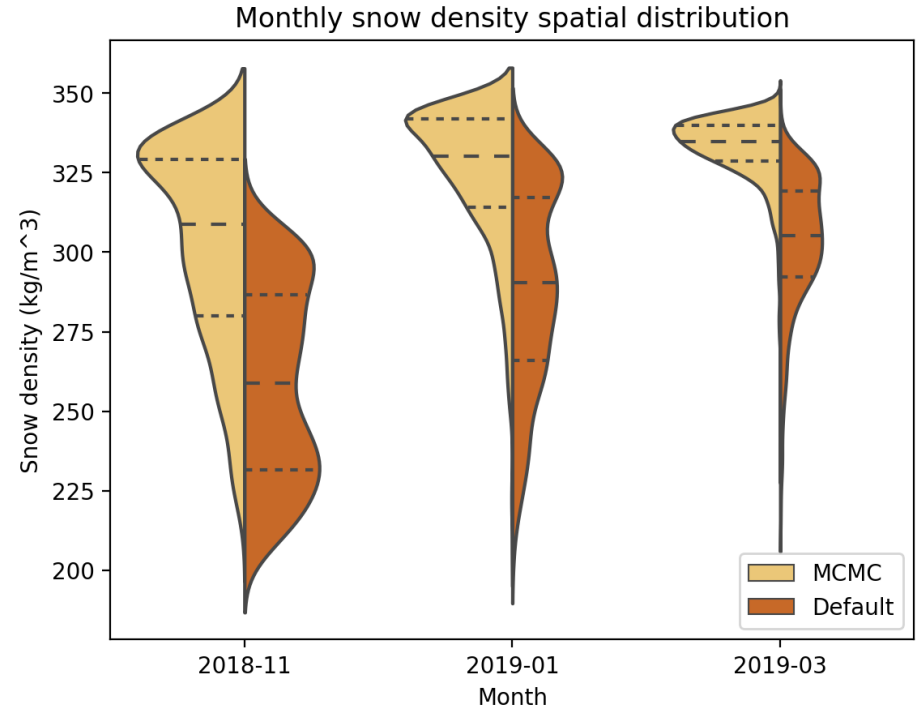 Monthly snow density spatial distribution
Snow density (kg/m^3)
350
325
300
275
250
225
200
2018-11
2019-01
2019-03
Month
MCMC
Default